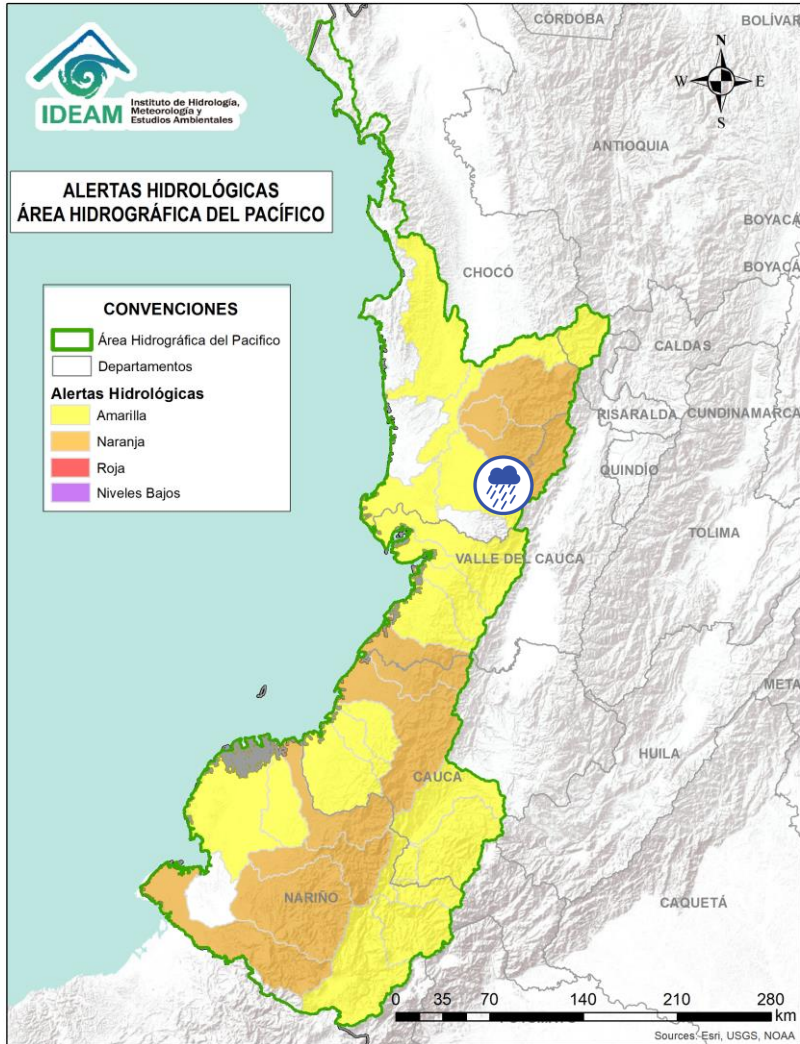 IDEAM
Instituto de Hidrología,
Meteorología y
Estudios Ambientales
ALERTAS HIDROLÓGICAS
ÁREA HIDROGRÁFICA DEL PACÍFICO
CONVENCIONES
Área Hidrográfica del Pacifico
Departamentos
Alertas Hidrológicas
Amarilla
Naranja
Roja
Niveles Bajos
N
W
E
S
CÓRDOBA
BOLÍVAR
ANTIOQUIA
BOYACÁ
CHOCÓ
BOYACÁ
CALDAS
RISARALDA
CUNDINAMARCA
QUINDÍO
TOLIMA
VALLE DEL CAUCA
META
HUILA
CAUCA
NARIÑO
CAQUETÁ
0 35 70 140 210 280
km
Sources: Esri, USGS, NOAA